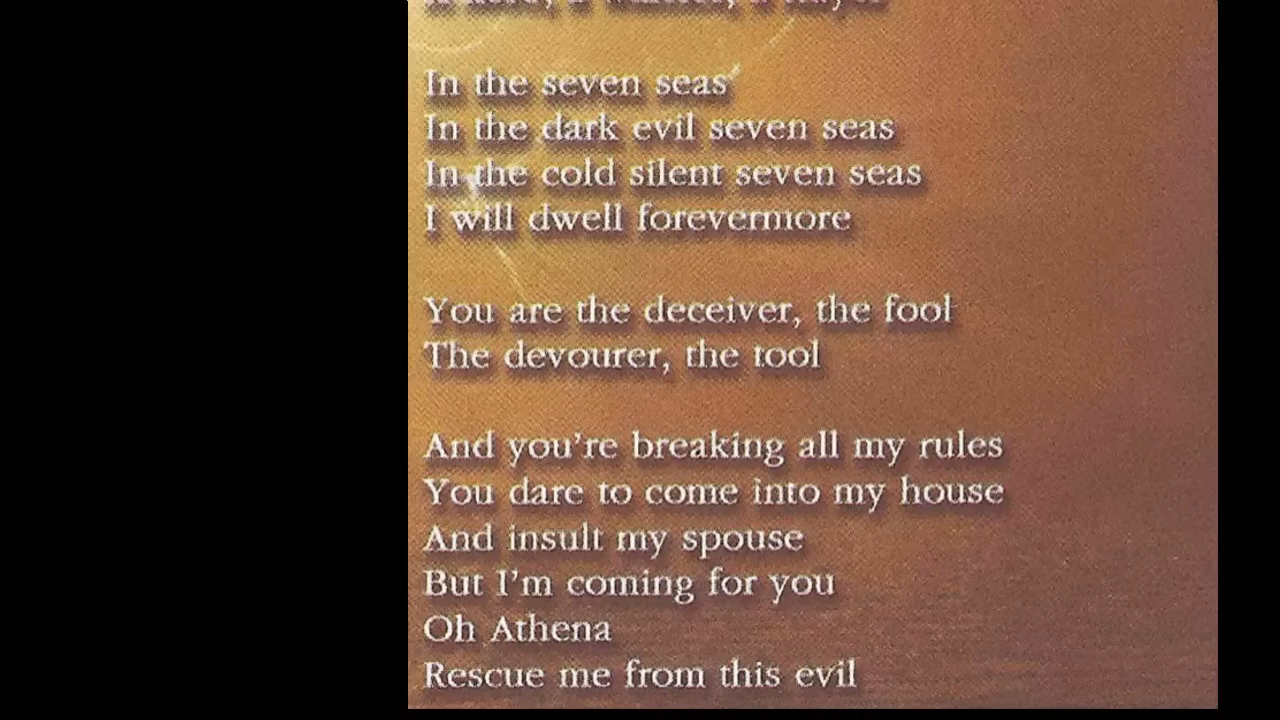 In the seven seas
In the dark evil seven seas
In the cold silent seven seas
I will dwell forevermore
You are the deceiver, the fool
The devourer, the tool
And you're breaking all my rules
You dare to come into my house
And insult my spouse
But I'm coming for you
Oh Athena
Rescue me from this evil